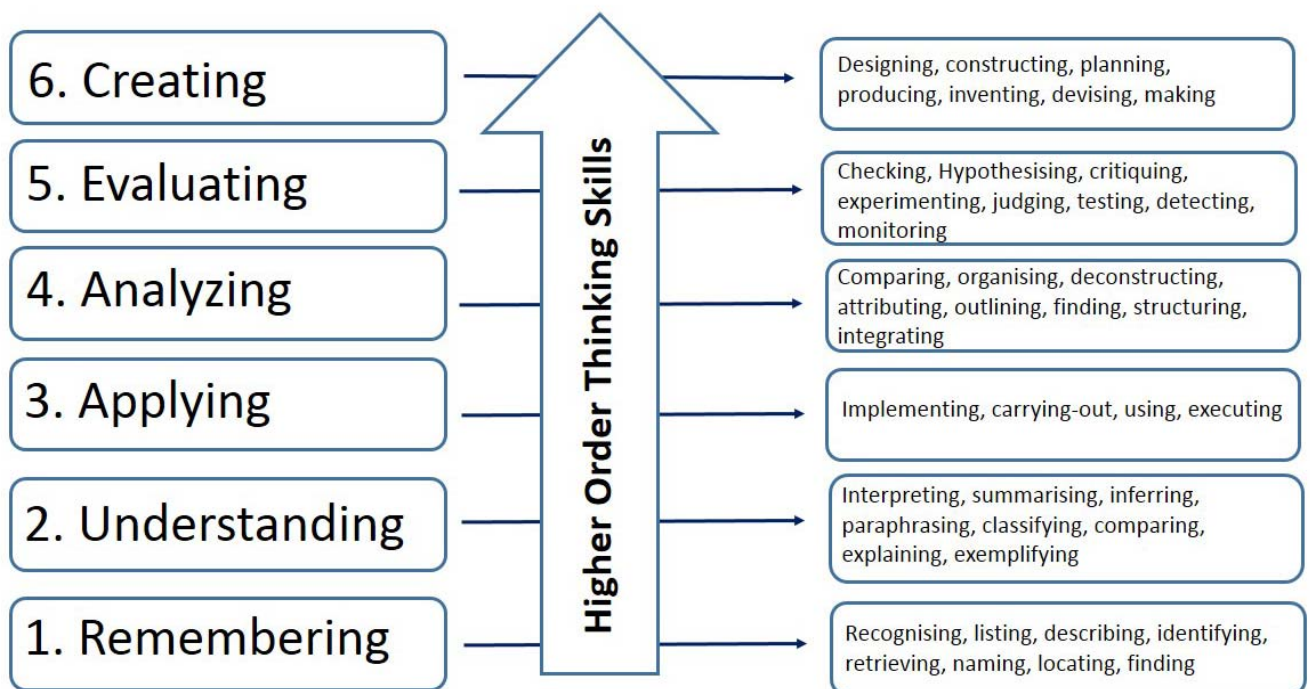 6. Creating
Designing, constructing, planning,
producing, inventing, devising, making
5. Evaluating
Checking, Hypothesising, critiquing,
experimenting, judging, testing, detecting,
monitoring
4. Analyzing
Comparing, organising, deconstructing,
attributing, outlining, finding, structuring,
integrating
3. Applying
Implementing, carrying-out, using, executing
2. Understanding
Interpreting, summarising, inferring,
paraphrasing, classifying, comparing,
explaining, exemplifying
1. Remembering
Recognising, listing, describing, identifying,
retrieving, naming, locating, finding
Higher Order Thinking Skills